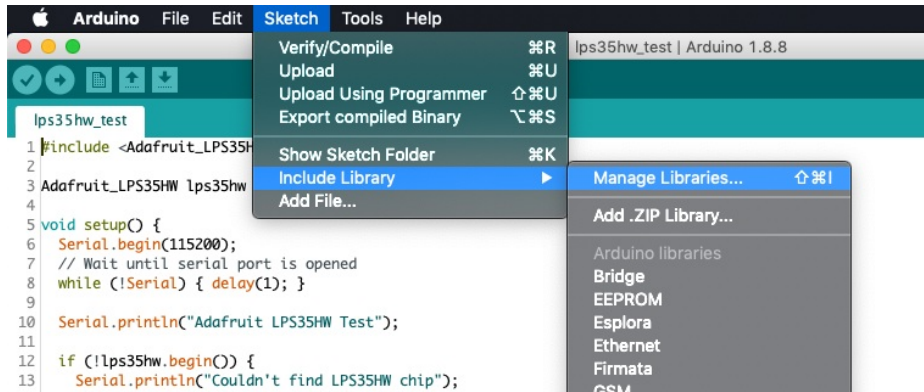 Arduino File Edit Sketch Tools Help
lps35hw_test | Arduino 1.8.8
Verify/Compile ⌘R
Upload ⌘U
Upload Using Programmer ⇧⌘U
Export compiled Binary ⌥⌘S
Show Sketch Folder ⌘K
Include Library ▶
Add File...
Manage Libraries... ⇧⌘I
Add .ZIP Library...
Arduino libraries
Bridge
EEPROM
Esplora
Ethernet
Firmata
GSM
lps35hw_test
1 #include <Adafruit_LPS35H
2
3 Adafruit_LPS35HW lps35hw
4
5 void setup() {
6 Serial.begin(115200);
7 // Wait until serial port is opened
8 while (!Serial) { delay(1); }
9
10 Serial.println("Adafruit LPS35HW Test");
11
12 if (!lps35hw.begin()) {
13 Serial.println("Couldn't find LPS35HW chip");